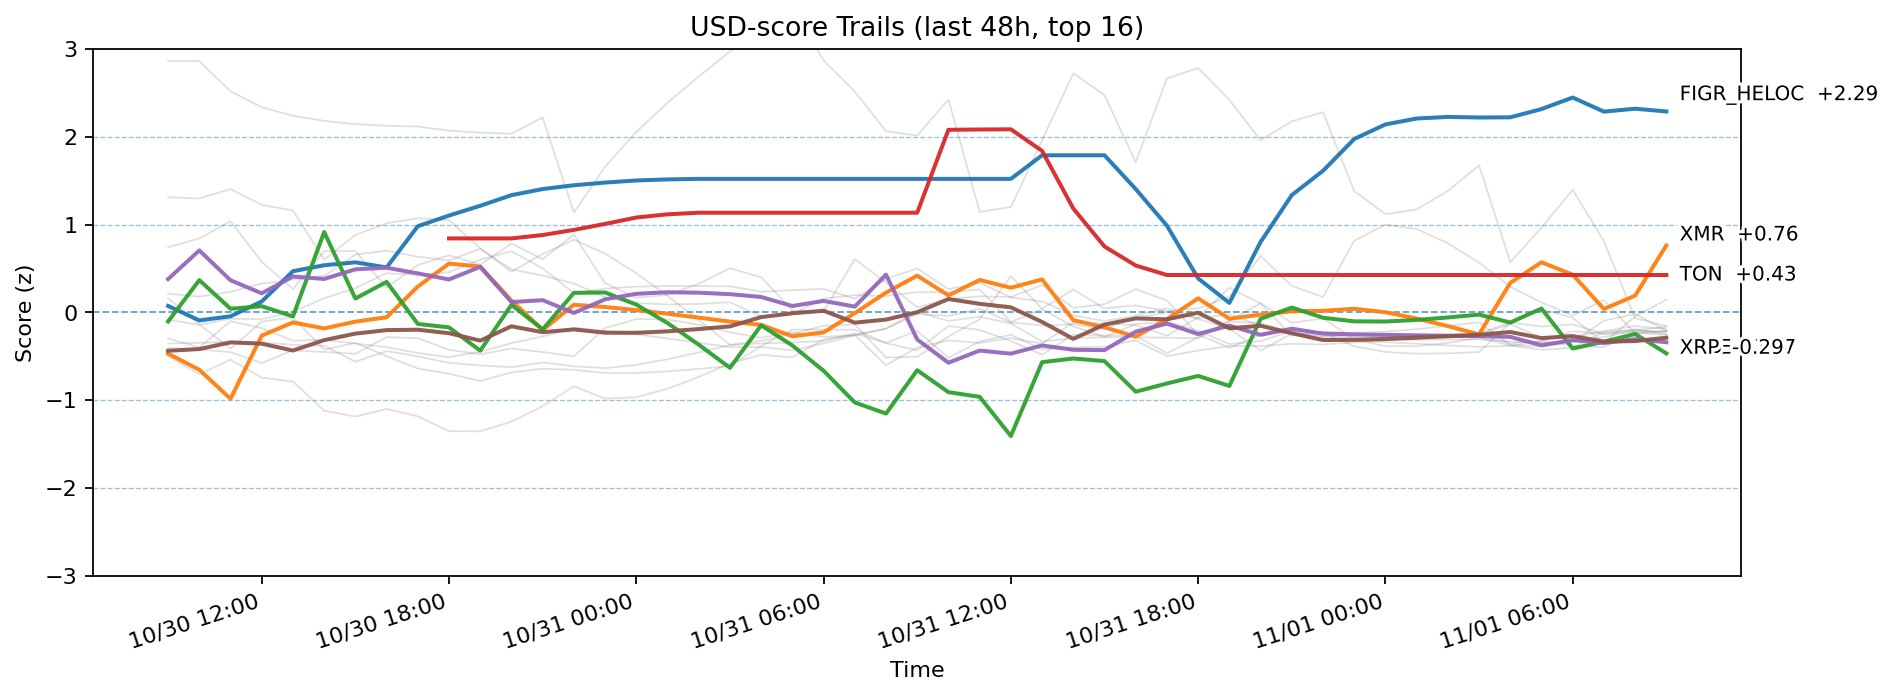 USD-score Trails (last 48h, top 16)
3
2
1
0
−1
−2
−3
Score (z)
FIGR_HELOC +2.29
XMR +0.76
TON +0.43
10/30 12:00
10/30 18:00
10/31 00:00
10/31 06:00
10/31 12:00
10/31 18:00
11/01 00:00
11/01 06:00
Time